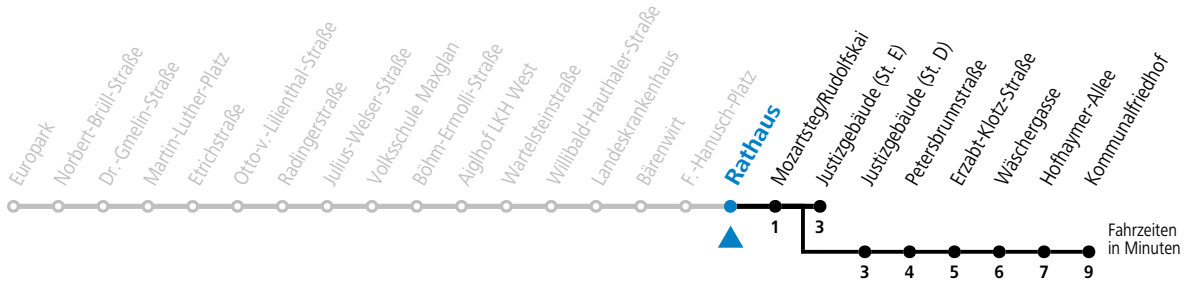 Europark
Norbert-Brüll-Straße
Dr.-Gmelin-Straße
Martin-Luther-Platz
Etrichstraße
Otto-v.-Lilienthal-Straße
Radingerstraße
Julius-Welser-Straße
Volksschule Maxglan
Böhm-Ermolli-Straße
Aiglhof LKH West
Wartelsteinstraße
Willibald-Hauthaler-Straße
Landeskrankenhaus
Bärenwirt
F.-Hanusch-Platz
Rathaus
Mozartsteg/Rudolfskai
Justizgebäude (St. E)
Justizgebäude (St. D)
Petersbrunnstraße
Erzabt-Klotz-Straße
Wäschergasse
Hofhaymer-Allee
Kommunalfriedhof
1 3
Fahrzeiten
in Minuten
3 4 5 6 7 9